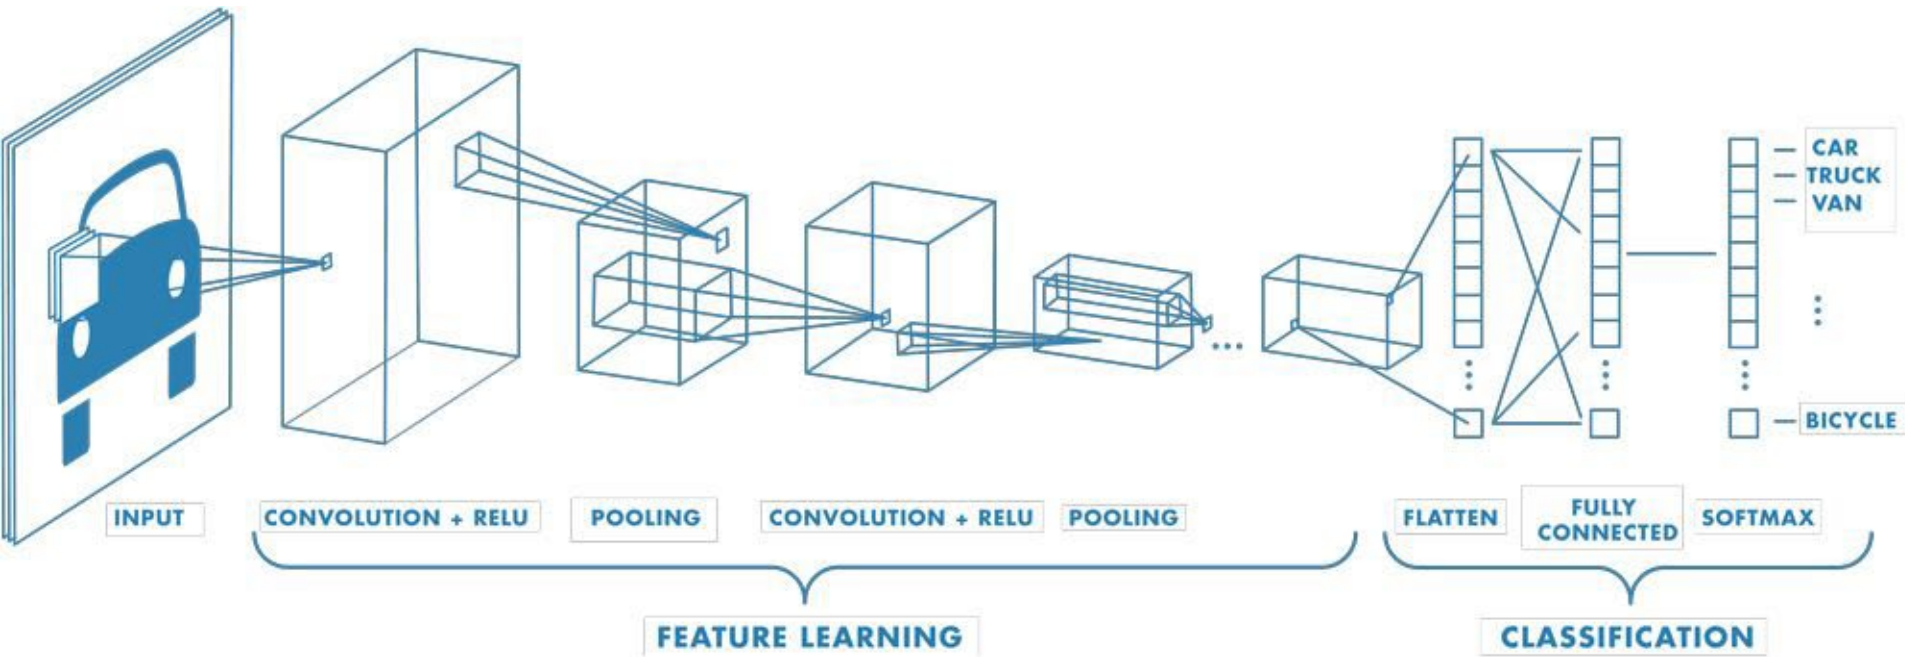 CAR
TRUCK
VAN
BICYCLE
INPUT
CONVOLUTION + RELU
POOLING
CONVOLUTION + RELU
POOLING
FLATTEN
FULLY
CONNECTED
SOFTMAX
FEATURE LEARNING
CLASSIFICATION